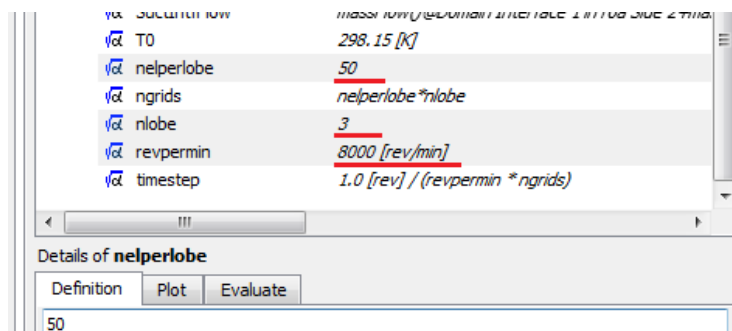 T0 298.15 [K]
nelperlobe 50
ngrids nelperlobe*nlobe
nlobe 3
revpermin 8000 [rev/min]
timestep 1.0 [rev] / (revpermin * ngrids)
Details of nelperlobe
Definition Plot Evaluate
50